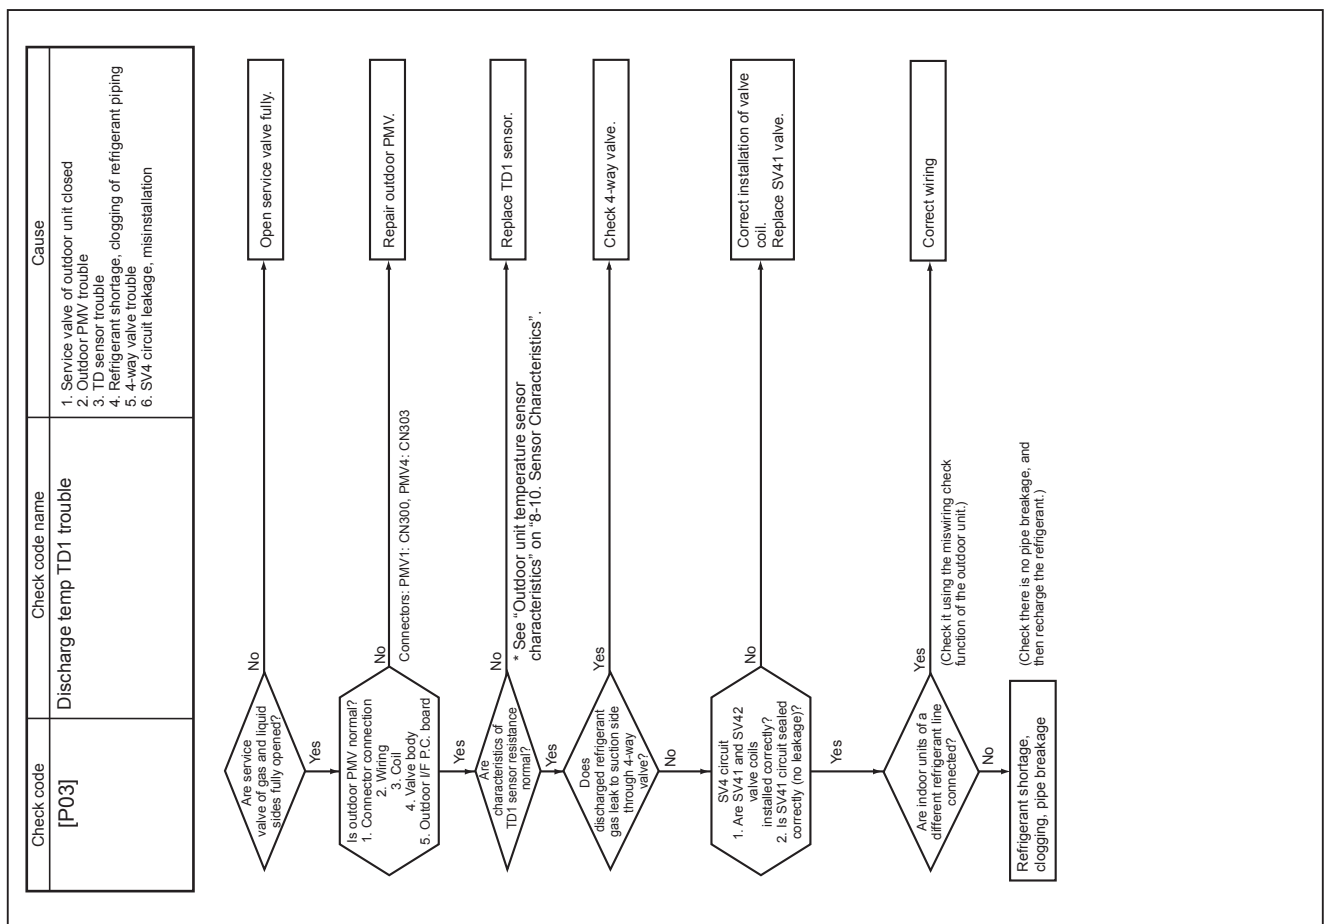 Check code
Check code name
Cause
[P03]
Discharge temp TD1 trouble
1. Service valve of outdoor unit closed
2. Outdoor PMV trouble
3. TD sensor trouble
4. Refrigerant shortage, clogging of refrigerant piping
5. 4-way valve trouble
6. SV4 circuit leakage, misinstallation
Are service
valve of gas and liquid
sides fully opened?
No
Open service valve fully.
Yes
Is outdoor PMV normal?
1. Connector connection
2. Wiring
3. Coil
4. Valve body
5. Outdoor I/F P.C. board
No
Connectors: PMV1: CN300, PMV4: CN303
Repair outdoor PMV.
Yes
Are
characteristics of
TD1 sensor resistance
normal?
No
* See “Outdoor unit temperature sensor
characteristics” on “8-10. Sensor Characteristics”.
Replace TD1 sensor.
Yes
Does
discharged refrigerant
gas leak to suction side
through 4-way
valve?
Yes
Check 4-way valve.
No
SV4 circuit
1. Are SV41 and SV42
valve coils
installed correctly?
2. Is SV41 circuit sealed
correctly (no leakage)?
No
Correct installation of valve
coil.
Replace SV41 valve.
Yes
Are indoor units of a
different refrigerant line
connected?
Yes
(Check it using the miswiring check
function of the outdoor unit.)
Correct wiring
No
Refrigerant shortage,
clogging, pipe breakage
(Check there is no pipe breakage, and
then recharge the refrigerant.)